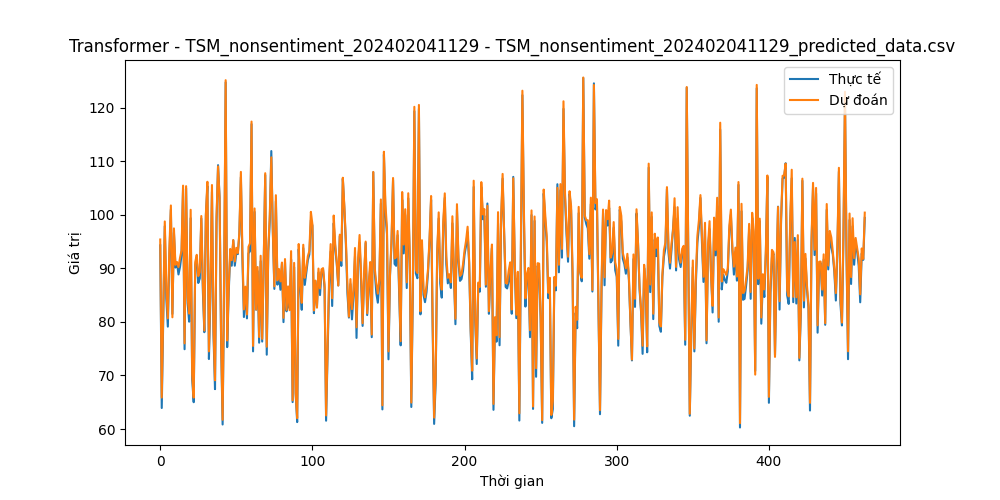 Transformer - TSM_nonsentiment_202402041129 - TSM_nonsentiment_202402041129_predicted_data.csv
Thực tế
Dự đoán
Giá trị
120
110
100
90
80
70
60
0 100 200 300 400
Thời gian